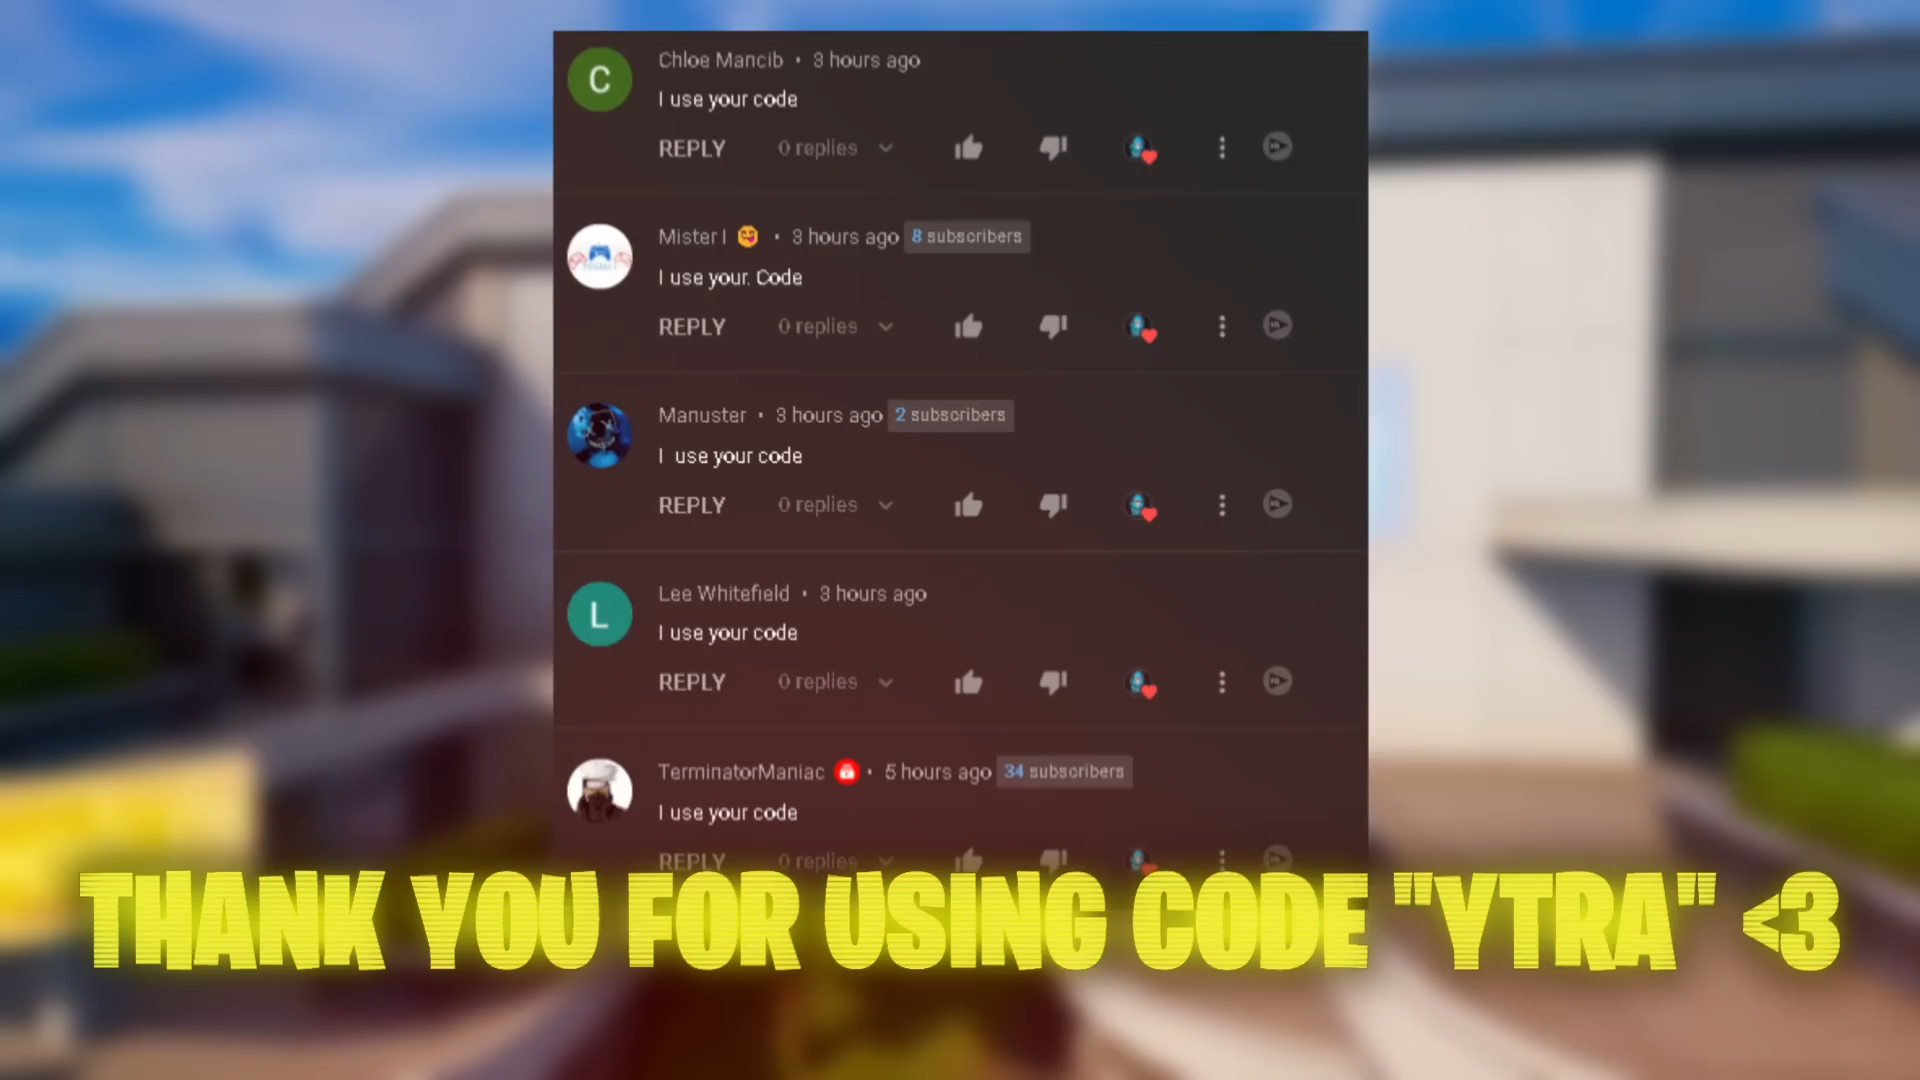 Chloe Mancib • 3 hours ago
I use your code
REPLY 0 replies
Mister I 😜 • 3 hours ago 8 subscribers
I use your. Code
REPLY 0 replies
Manuster • 3 hours ago 2 subscribers
I  use your code
REPLY 0 replies
Lee Whitefield • 3 hours ago
I use your code
REPLY 0 replies
TerminatorManiac • 5 hours ago 34 subscribers
I use your code
REPLY 0 replies
THANK YOU FOR USING CODE "YTRA" <3
C
L